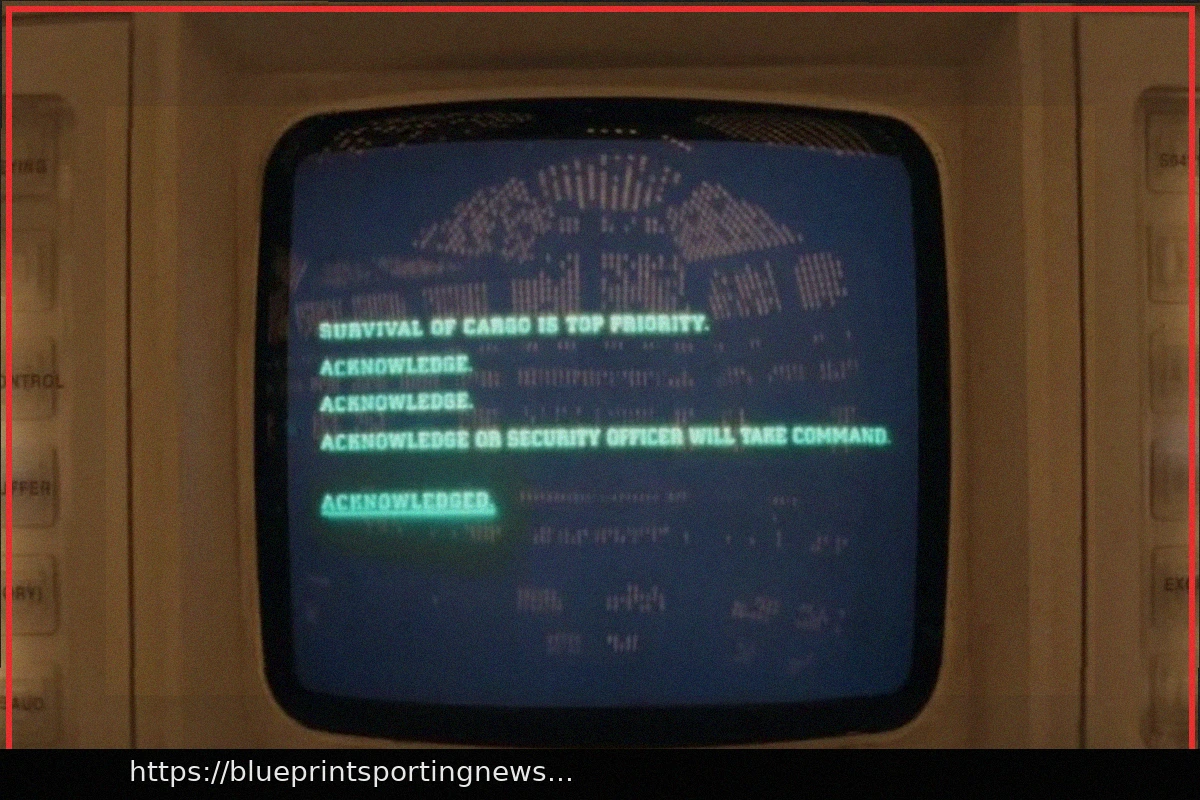 SURVIVAL OF CARGO IS TOP PRIORITY.
ACKNOWLEDGE.
ACKNOWLEDGE.
ACKNOWLEDGE OR SECURITY OFFICER WILL TAKE COMMAND.
ACKNOWLEDGED.
https://blueprintsportingnews...